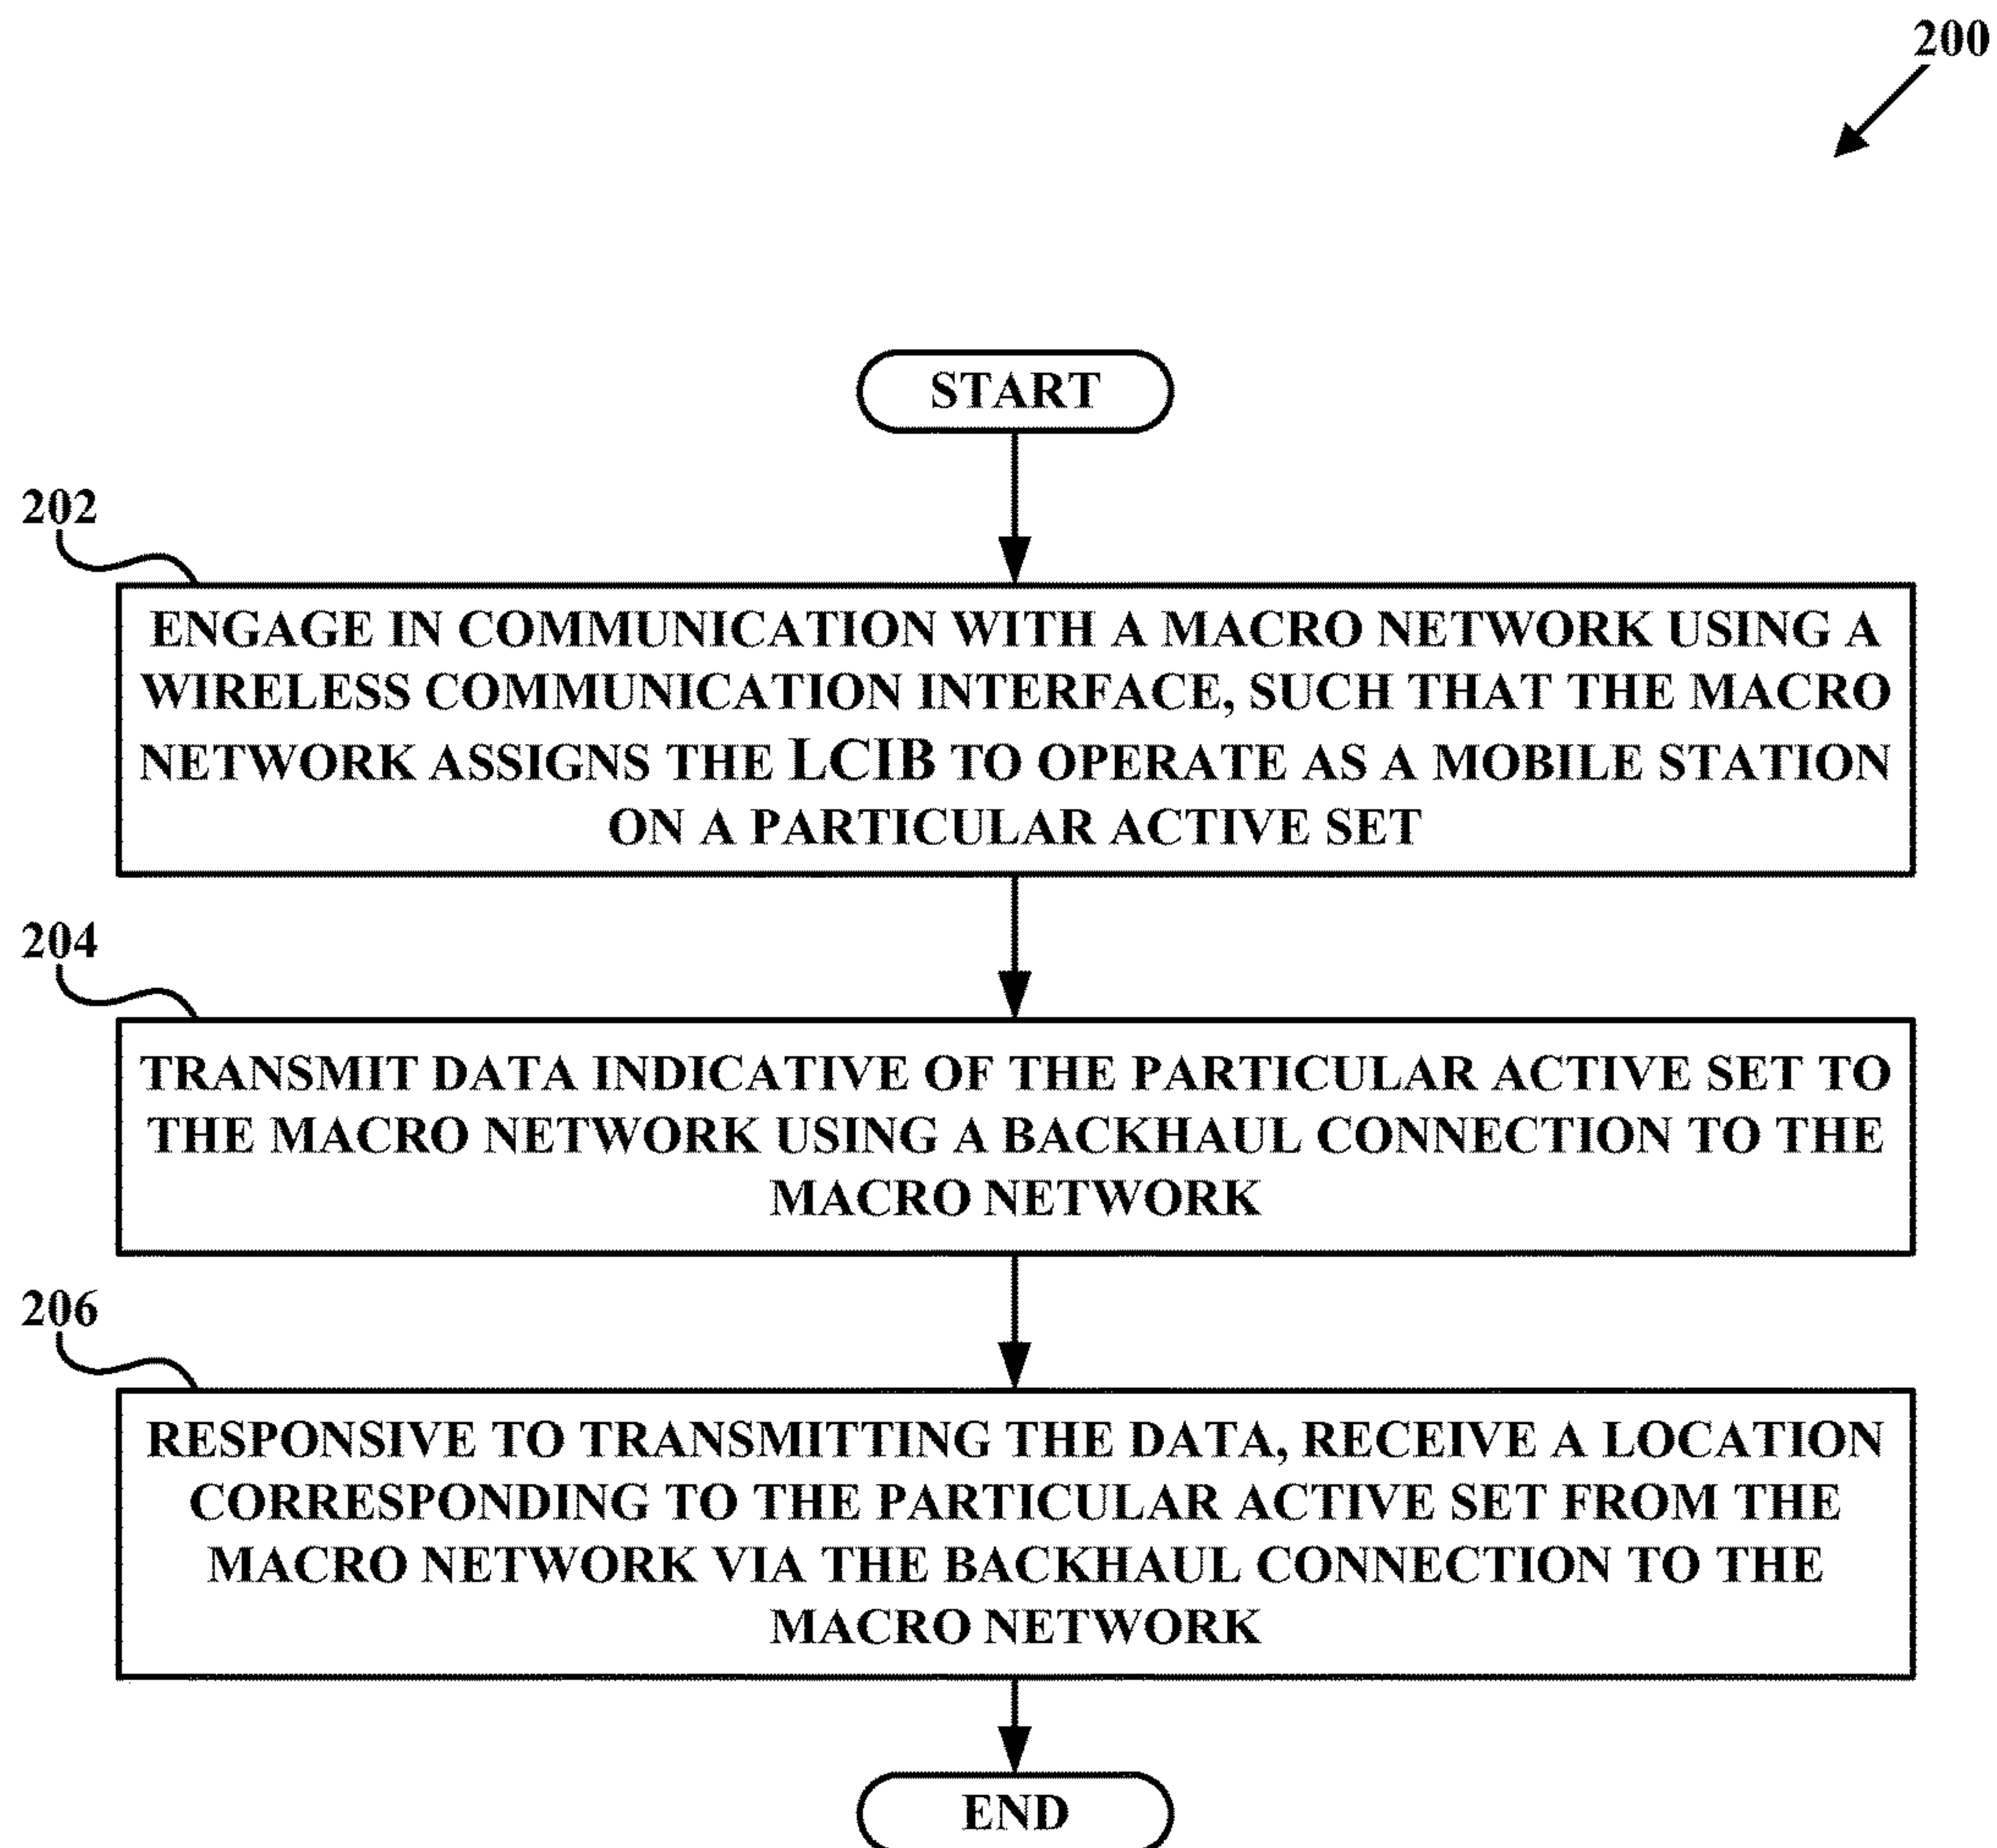 200
START
202
ENGAGE IN COMMUNICATION WITH A MACRO NETWORK USING A
WIRELESS COMMUNICATION INTERFACE, SUCH THAT THE MACRO
NETWORK ASSIGNS THE LCIB TO OPERATE AS A MOBILE STATION
ON A PARTICULAR ACTIVE SET
204
TRANSMIT DATA INDICATIVE OF THE PARTICULAR ACTIVE SET TO
THE MACRO NETWORK USING A BACKHAUL CONNECTION TO THE
MACRO NETWORK
206
RESPONSIVE TO TRANSMITTING THE DATA, RECEIVE A LOCATION
CORRESPONDING TO THE PARTICULAR ACTIVE SET FROM THE
MACRO NETWORK VIA THE BACKHAUL CONNECTION TO THE
MACRO NETWORK
END